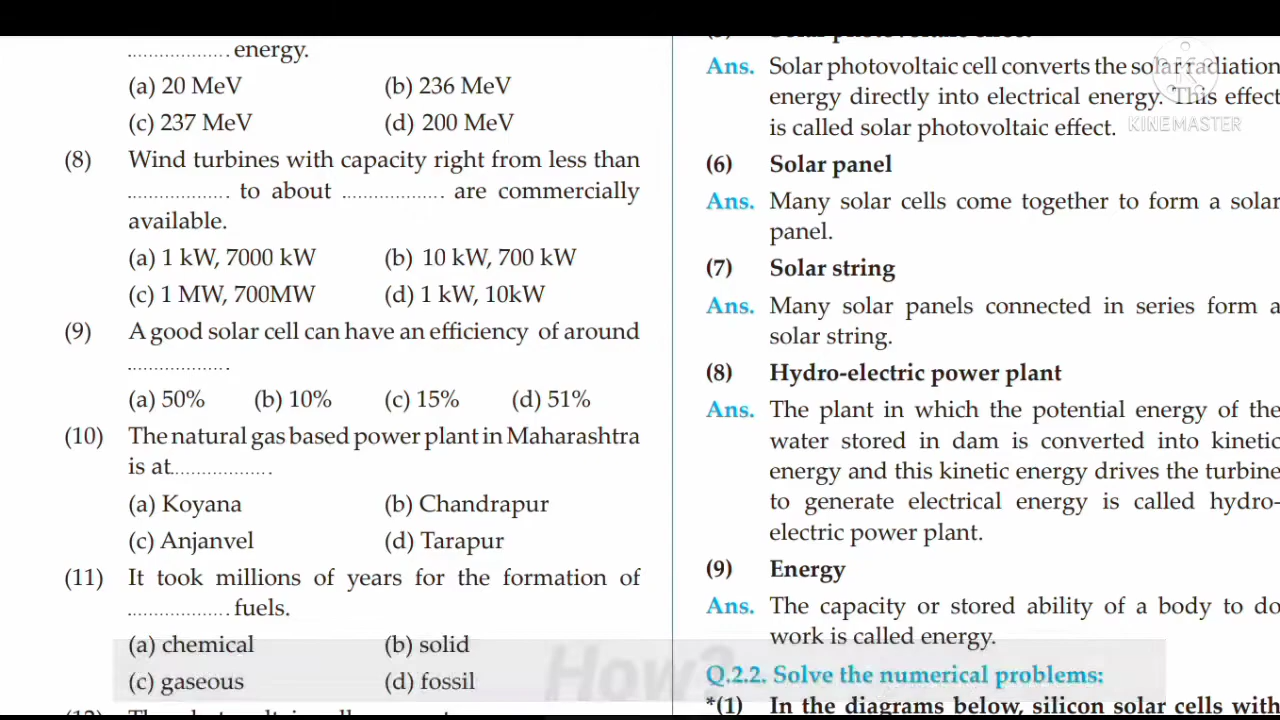 .................. energy.
(a) 20 MeV (b) 236 MeV
(c) 237 MeV (d) 200 MeV
(8) Wind turbines with capacity right from less than
.................. to about .................. are commercially
available.
(a) 1 kW, 7000 kW (b) 10 kW, 700 kW
(c) 1 MW, 700MW (d) 1 kW, 10kW
(9) A good solar cell can have an efficiency of around
..................
(a) 50% (b) 10% (c) 15% (d) 51%
(10) The natural gas based power plant in Maharashtra
is at..................
(a) Koyana (b) Chandrapur
(c) Anjanvel (d) Tarapur
(11) It took millions of years for the formation of
.................. fuels.
(a) chemical (b) solid
(c) gaseous (d) fossil
Ans. Solar photovoltaic cell converts the solar radiation
energy directly into electrical energy. This effect
is called solar photovoltaic effect.
(6) Solar panel
Ans. Many solar cells come together to form a solar
panel.
(7) Solar string
Ans. Many solar panels connected in series form a
solar string.
(8) Hydro-electric power plant
Ans. The plant in which the potential energy of the
water stored in dam is converted into kinetic
energy and this kinetic energy drives the turbine
to generate electrical energy is called hydro-
electric power plant.
(9) Energy
Ans. The capacity or stored ability of a body to do
work is called energy.
Q.2.2. Solve the numerical problems:
*(1) In the diagrams below, silicon solar cells with
KINEMASTER
How?